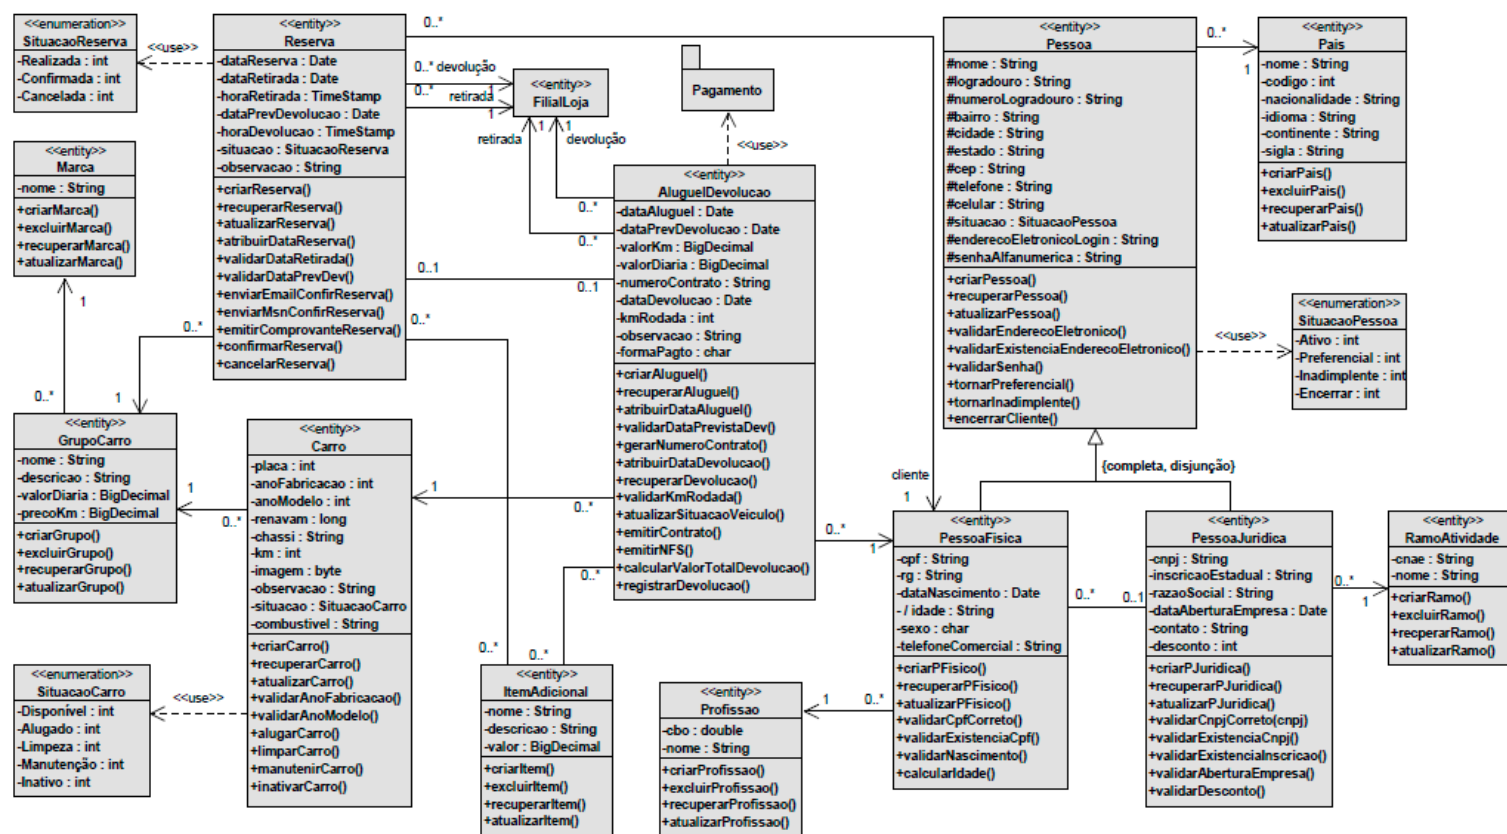 <<enumeration>>
SituacaoReserva
-Realizada : int
-Confirmada : int
-Cancelada : int
<<use>>
<<entity>>
Reserva
-dataReserva : Date
-dataRetirada : Date
-horaRetirada : TimeStamp
-dataPrevDevolucao : Date
-horaDevolucao : TimeStamp
-situacao : SituacaoReserva
-observacao : String
+criarReserva()
+recuperarReserva()
+atualizarReserva()
+atribuirDataReserva()
+validarDataRetirada()
+validarDataPrevDev()
+enviarEmailConfirReserva()
+enviarMsnConfirReserva()
+emitirComprovanteReserva()
+confirmarReserva()
+cancelarReserva()
0..*
0..* devolução
1
0..*
retirada
1
<<entity>>
FilialLoja
retirada
1
1
devolução
0..*
0..*
Pagamento
<<use>>
<<entity>>
AluguelDevolucao
-dataAluguel : Date
-dataPrevDevolucao : Date
-valorKm : BigDecimal
-valorDiaria : BigDecimal
-numeroContrato : String
-dataDevolucao : Date
-kmRodada : int
-observacao : String
-formaPagto : char
+criarAluguel()
+recuperarAluguel()
+atribuirDataAluguel()
+validarDataPrevistaDev()
+gerarNumeroContrato()
+atribuirDataDevolucao()
+recuperarDevolucao()
+validarKmRodada()
+atualizarSituacaoVeiculo()
+emitirContrato()
+emitirNFS()
+calcularValorTotalDevolucao()
+registrarDevolucao()
0..1
0..1
<<entity>>
Pessoa
#nome : String
#logradouro : String
#numeroLogradouro : String
#bairro : String
#cidade : String
#estado : String
#cep : String
#telefone : String
#celular : String
#situacao : SituacaoPessoa
#enderecoEletronicoLogin : String
#senhaAlfanumerica : String
+criarPessoa()
+recuperarPessoa()
+atualizarPessoa()
+validarEnderecoEletronico()
+validarExistenciaEnderecoEletronico()
+validarSenha()
+tornarPreferencial()
+tornarInadimplente()
+encerrarCliente()
0..*
1
<<entity>>
Pais
-nome : String
-codigo : int
-nacionalidade : String
-idioma : String
-continente : String
-sigla : String
+criarPais()
+excluirPais()
+recuperarPais()
+atualizarPais()
<<use>>
<<enumeration>>
SituacaoPessoa
-Ativo : int
-Preferencial : int
-Inadimplente : int
-Encerrar : int
{completa, disjunção}
<<entity>>
Marca
-nome : String
+criarMarca()
+excluirMarca()
+recuperarMarca()
+atualizarMarca()
1
0..*
0..*
1
0..*
<<entity>>
GrupoCarro
-nome : String
-descricao : String
-valorDiaria : BigDecimal
-precoKm : BigDecimal
+criarGrupo()
+excluirGrupo()
+recuperarGrupo()
+atualizarGrupo()
1
0..*
<<entity>>
Carro
-placa : int
-anoFabricacao : int
-anoModelo : int
-renavam : long
-chassi : String
-km : int
-imagem : byte
-observacao : String
-situacao : SituacaoCarro
-combustivel : String
+criarCarro()
+recuperarCarro()
+atualizarCarro()
+validarAnoFabricacao()
+validarAnoModelo()
+alugarCarro()
+limparCarro()
+manutenirCarro()
+inativarCarro()
1
0..*
0..*
<<enumeration>>
SituacaoCarro
-Disponível : int
-Alugado : int
-Limpeza : int
-Manutenção : int
-Inativo : int
<<use>>
0..*
0..*
<<entity>>
ItemAdicional
-nome : String
-descricao : String
-valor : BigDecimal
+criarItem()
+excluirItem()
+recuperarItem()
+atualizarItem()
<<entity>>
Profissao
-cbo : double
-nome : String
+criarProfissao()
+excluirProfissao()
+recuperarProfissao()
+atualizarProfissao()
1
0..*
cliente
1
0..*
1
<<entity>>
PessoaFisica
-cpf : String
-rg : String
-dataNascimento : Date
- / idade : String
-sexo : char
-telefoneComercial : String
+criarPFisico()
+recuperarPFisico()
+atualizarPFisico()
+validarCpfCorreto()
+validarExistenciaCpf()
+validarNascimento()
+calcularIdade()
0..*
0..1
<<entity>>
PessoaJuridica
-cnpj : String
-inscricaoEstadual : String
-razaoSocial : String
-dataAberturaEmpresa : Date
-contato : String
-desconto : int
+criarPJuridica()
+recuperarPJuridica()
+atualizarPJuridica()
+validarCnpjCorreto(cnpj)
+validarExistenciaCnpj()
+validarExistenciaInscricao()
+validarAberturaEmpresa()
+validarDesconto()
0..*
1
<<entity>>
RamoAtividade
-cnae : String
-nome : String
+criarRamo()
+excluirRamo()
+recperarRamo()
+atualizarRamo()